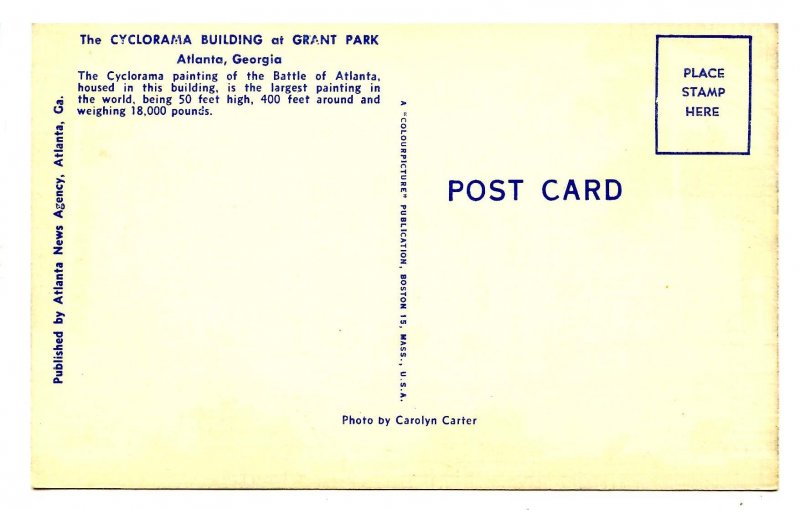 The CYCLORAMA BUILDING at GRANT PARK
Atlanta, Georgia
The Cyclorama painting of the Battle of Atlanta,
housed in this building, is the largest painting in
the world, being 50 feet high, 400 feet around and
weighing 18,000 pounds.
Published by Atlanta News Agency, Atlanta, Ga.
A "COLOURPICTURE" PUBLICATION, BOSTON 15, MASS., U.S.A.
PLACE
STAMP
HERE
POST CARD
Photo by Carolyn Carter